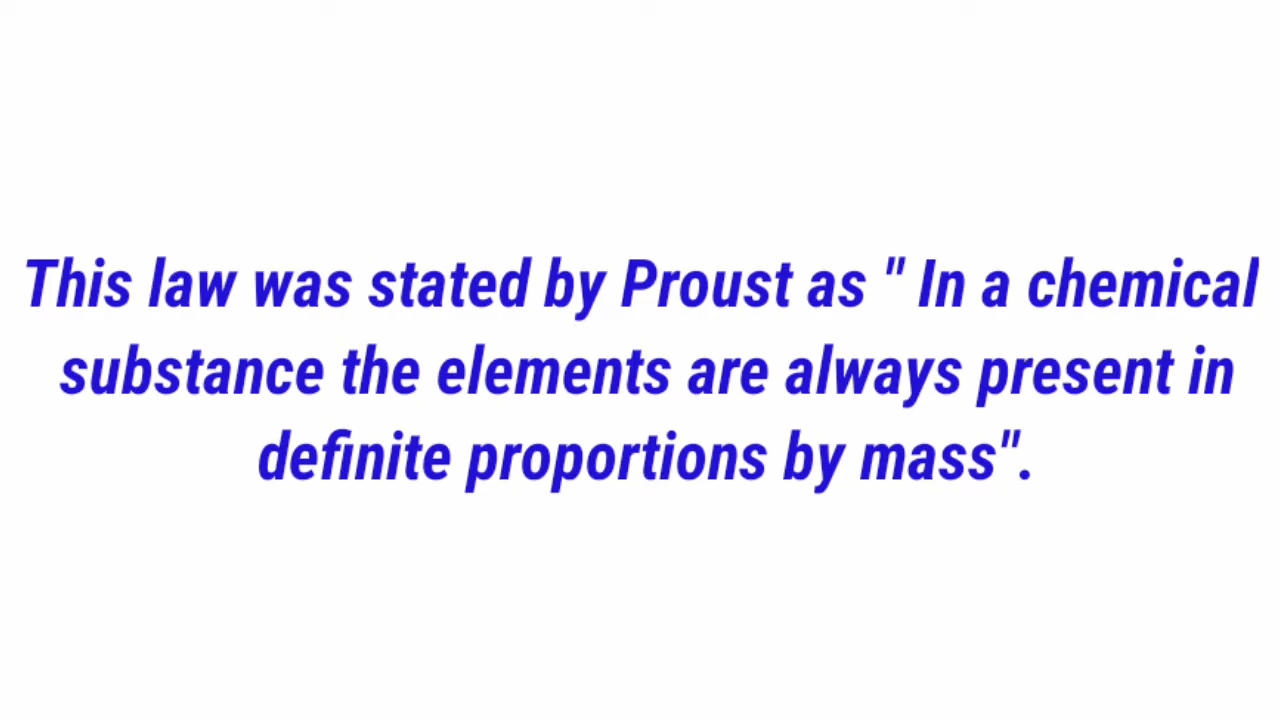 This law was stated by Proust as " In a chemical
substance the elements are always present in
definite proportions by mass".